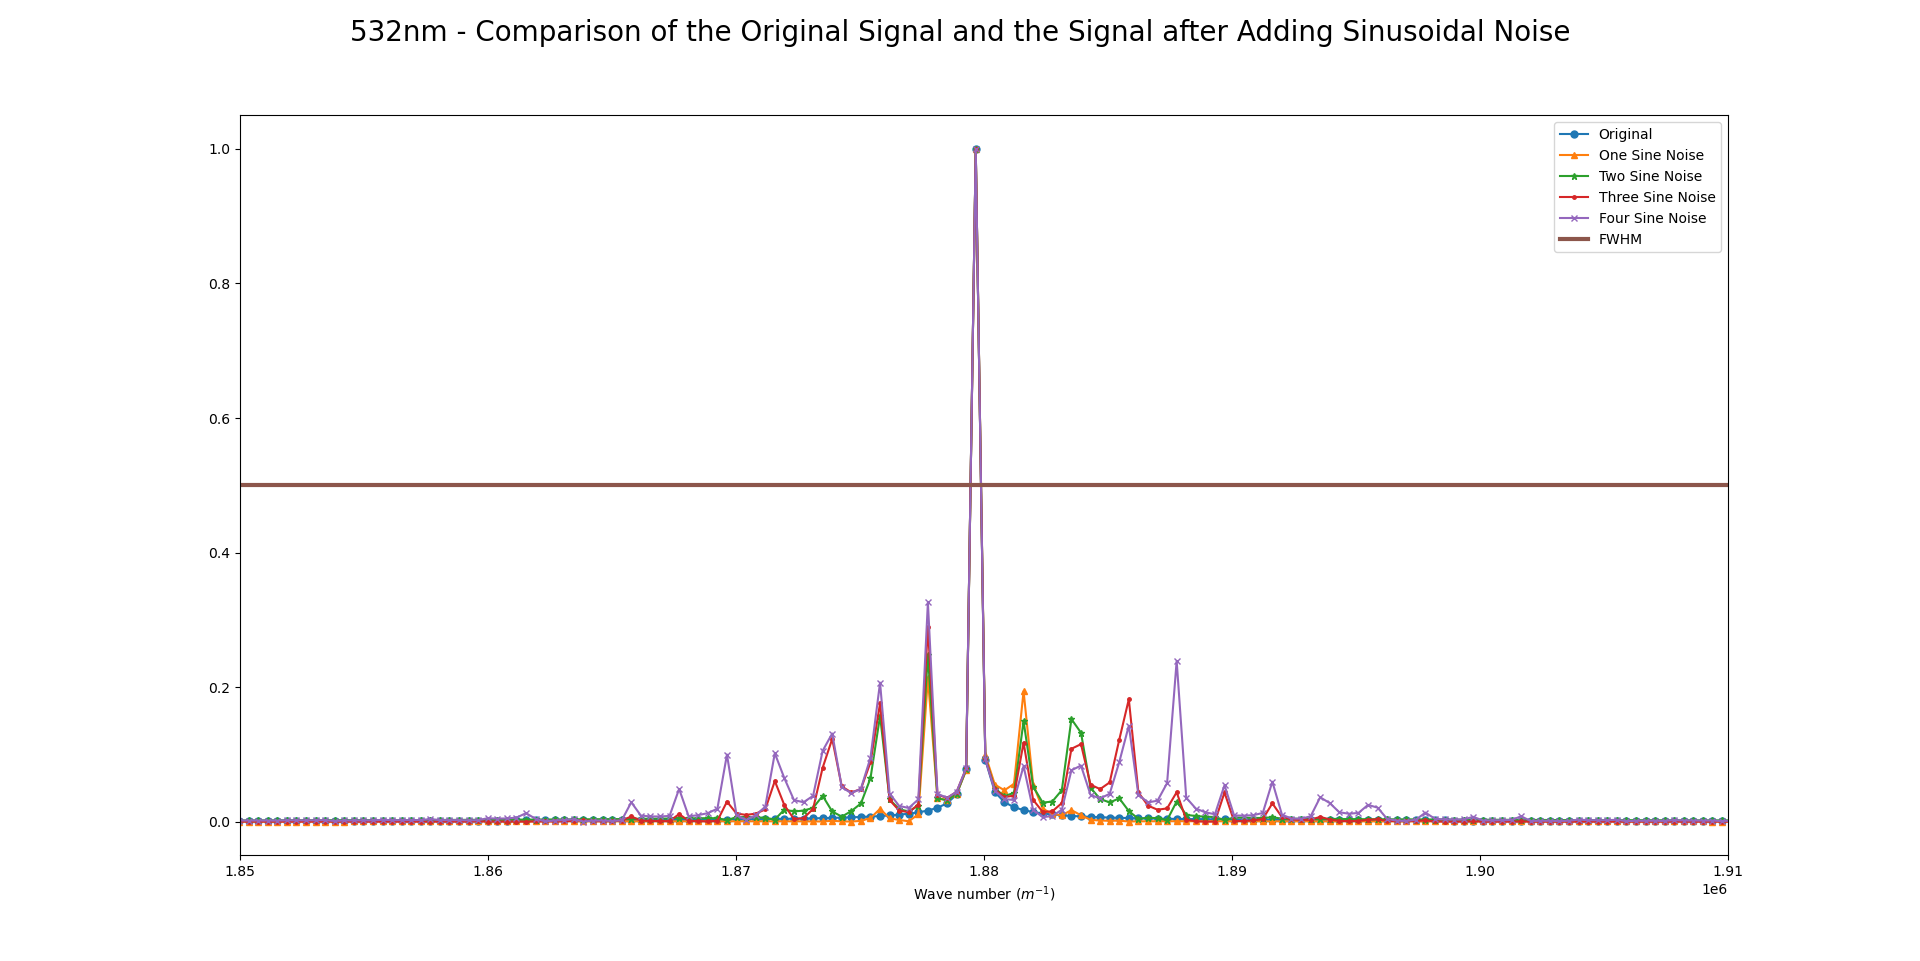 532nm - Comparison of the Original Signal and the Signal after Adding Sinusoidal Noise
Original
One Sine Noise
Two Sine Noise
Three Sine Noise
Four Sine Noise
FWHM
1.0
0.8
0.6
0.4
0.2
0.0
1.85 1.86 1.87 1.88 1.89 1.90 1.91
1e6
Wave number (m⁻¹)